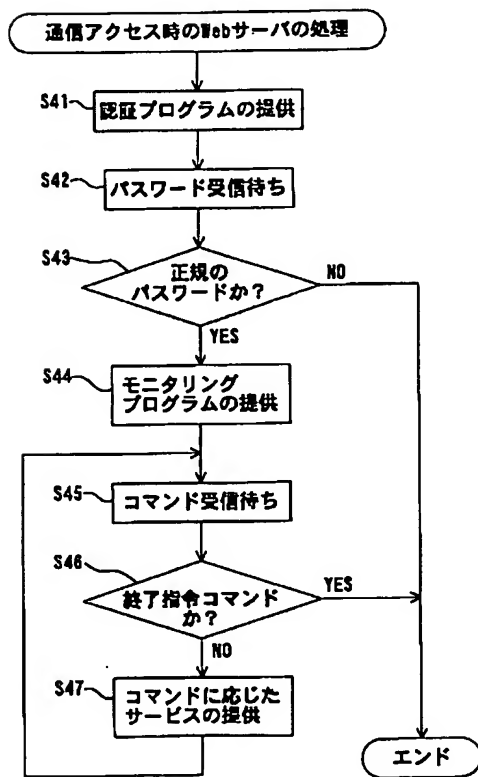 通信アクセス時のWebサーバの処理
S41
認証プログラムの提供
S42
パスワード受信待ち
S43
正規の
パスワードか?
NO
YES
S44
モニタリング
プログラムの提供
S45
コマンド受信待ち
S46
終了指令コマンド
か?
YES
NO
S47
コマンドに応じた
サービスの提供
エンド